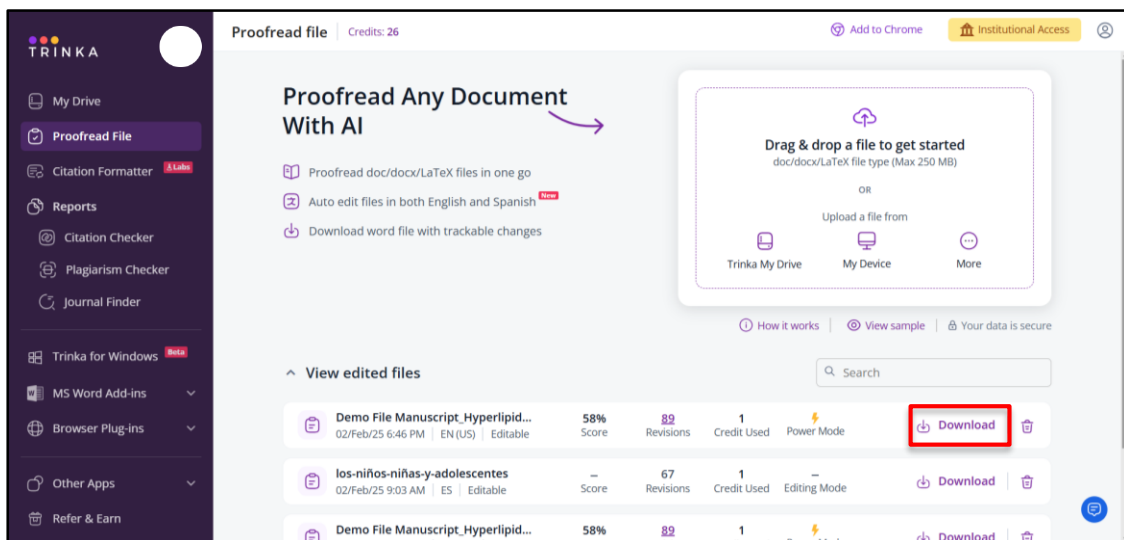 TRINKA
My Drive
Proofread File
Citation Formatter Labs
Reports
Citation Checker
Plagiarism Checker
Journal Finder
Trinka for Windows Beta
MS Word Add-ins
Browser Plug-ins
Other Apps
Refer & Earn
Proofread file Credits: 26
Add to Chrome
Institutional Access
Proofread Any Document
With AI
Proofread doc/docx/LaTeX files in one go
Auto edit files in both English and Spanish New
Download word file with trackable changes
Drag & drop a file to get started
doc/docx/LaTeX file type (Max 250 MB)
OR
Upload a file from
Trinka My Drive My Device More
How it works View sample Your data is secure
View edited files
Search
Demo File Manuscript_Hyperlipid... 58% 89 1
02/Feb/25 6:46 PM EN (US) Editable Score Revisions Credit Used Power Mode
Download
los-niños-niñas-y-adolescentes – 67 1 –
02/Feb/25 9:03 AM ES Editable Score Revisions Credit Used Editing Mode
Download
Demo File Manuscript_Hyperlipid... 58% 89 1
Download